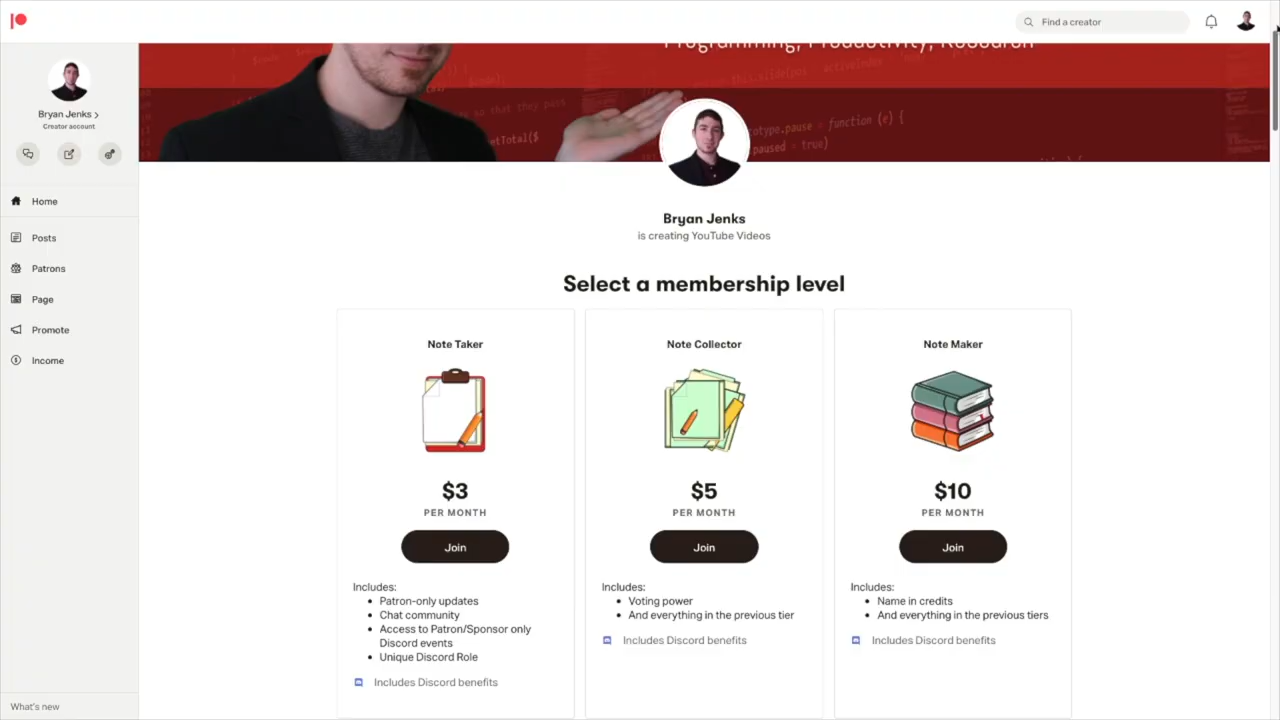 Find a creator
Programming, Productivity, Research
Bryan Jenks
Creator account
Home
Posts
Patrons
Page
Promote
Income
What's new
Bryan Jenks
is creating YouTube Videos
Select a membership level
Note Taker
$3
PER MONTH
Join
Includes:
Patron-only updates
Chat community
Access to Patron/Sponsor only
Discord events
Unique Discord Role
Includes Discord benefits
Note Collector
$5
PER MONTH
Join
Includes:
Voting power
And everything in the previous tier
Includes Discord benefits
Note Maker
$10
PER MONTH
Join
Includes:
Name in credits
And everything in the previous tiers
Includes Discord benefits